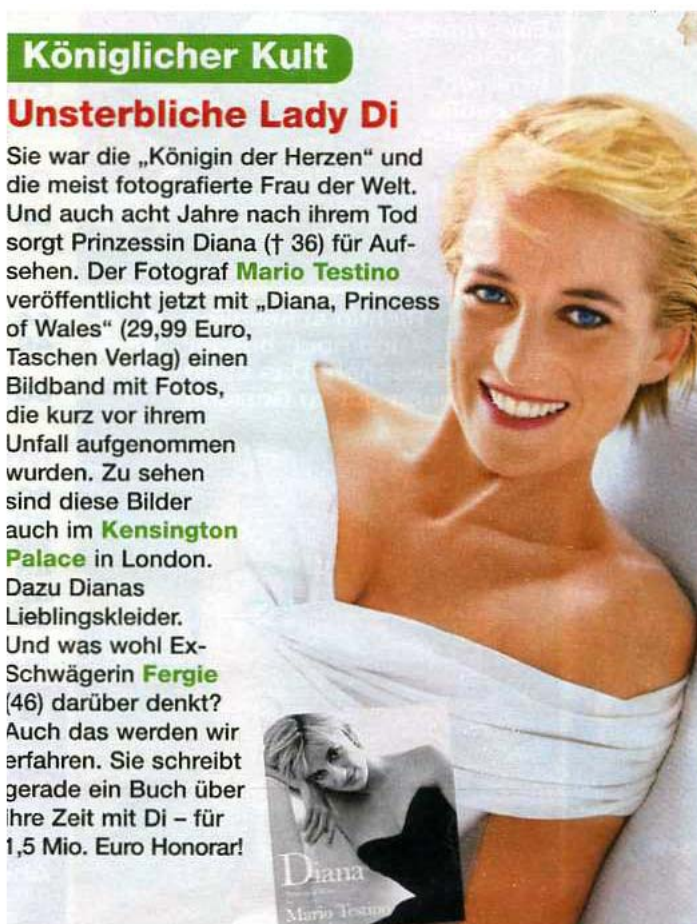 Königlicher Kult
Unsterbliche Lady Di
Sie war die „Königin der Herzen“ und
die meist fotografierte Frau der Welt.
Und auch acht Jahre nach ihrem Tod
sorgt Prinzessin Diana († 36) für Auf-
sehen. Der Fotograf Mario Testino
veröffentlicht jetzt mit „Diana, Princess
of Wales“ (29,99 Euro,
Taschen Verlag) einen
Bildband mit Fotos,
die kurz vor ihrem
Unfall aufgenommen
wurden. Zu sehen
sind diese Bilder
auch im Kensington
Palace in London.
Dazu Dianas
Lieblingskleider.
Und was wohl Ex-
Schwägerin Fergie
(46) darüber denkt?
Auch das werden wir
erfahren. Sie schreibt
gerade ein Buch über
ihre Zeit mit Di – für
1,5 Mio. Euro Honorar!
Diana
Mario Testino